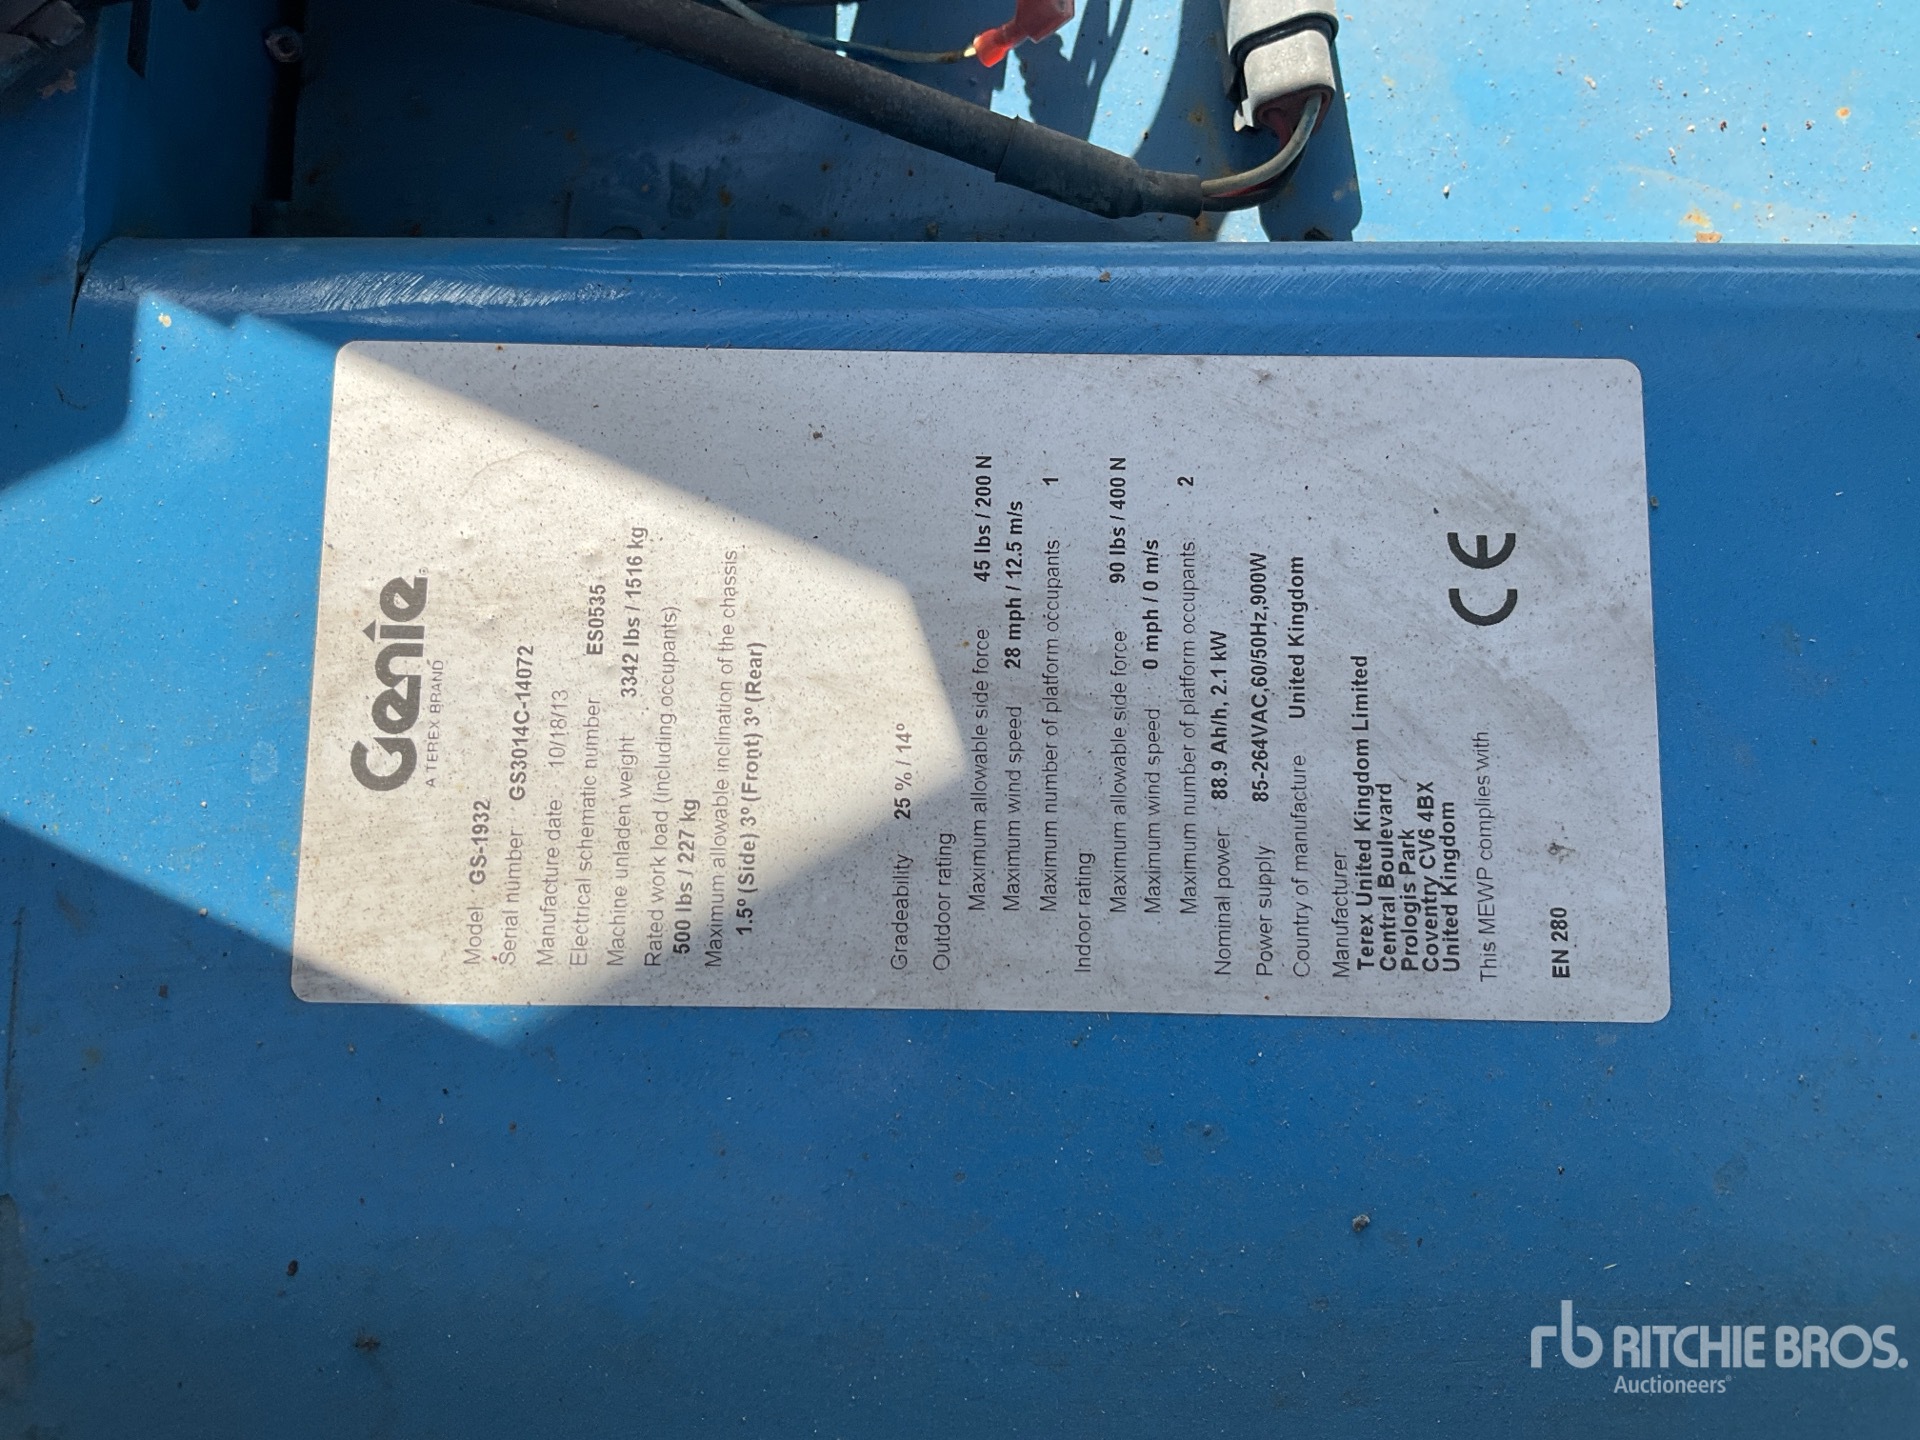 Genie
A TEREX BRAND
Model GS-1932
Serial number GS3014C-14072
Manufacture date: 10/18/13
Electrical schematic number ES0535
Machine unladen weight 3342 lbs / 1516 kg
Rated work load (including occupants):
500 lbs / 227 kg
Maximum allowable inclination of the chassis:
1.5º (Side) 3º (Front) 3º (Rear)
Gradeability 25 % / 14º
Outdoor rating
Maximum allowable side force: 45 lbs / 200 N
Maximum wind speed 28 mph / 12.5 m/s
Maximum number of platform occupants 1
Indoor rating:
Maximum allowable side force: 90 lbs / 400 N
Maximum wind speed: 0 mph / 0 m/s
Maximum number of platform occupants: 2
Nominal power 88.9 Ah/h, 2.1 kW
Power supply 85-264VAC,60/50Hz,900W
Country of manufacture United Kingdom
Manufacturer:
Terex United Kingdom Limited
Central Boulevard
Prologis Park
Coventry CV6 4BX
United Kingdom
This MEWP complies with:
CE
EN 280
rb RITCHIE BROS.
Auctioneers